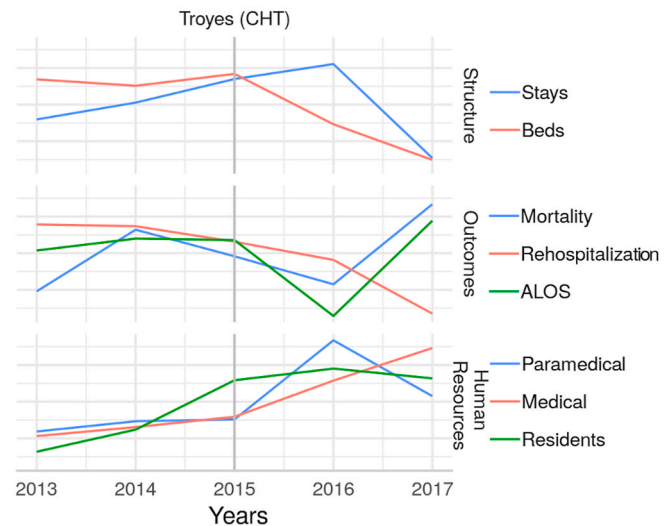 Troyes (CHT)
Structure
Stays
Beds
Outcomes
Mortality
Rehospitalization
ALOS
Human
Resources
Paramedical
Medical
Residents
2013 2014 2015 2016 2017
Years